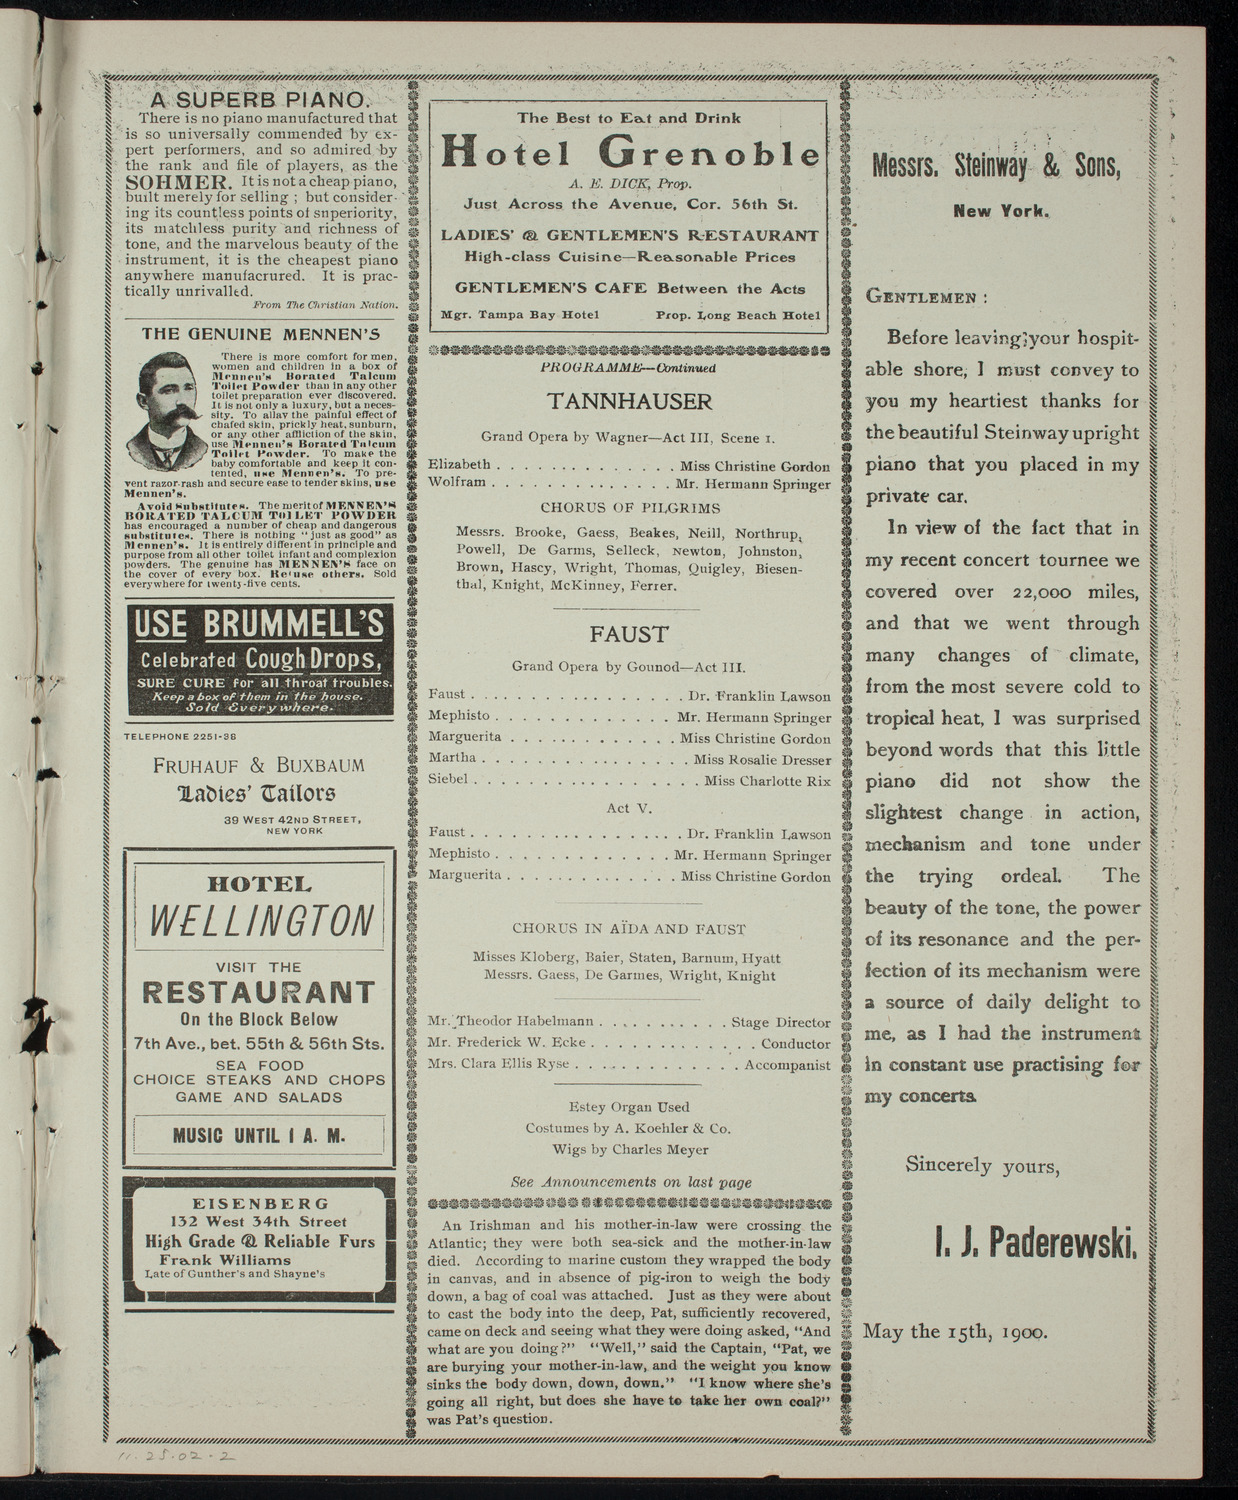 A SUPERB PIANO.
There is no piano manufactured that
is so universally commended by ex-
pert performers, and so admired by
the rank and file of players, as the
SOHMER. It is not a cheap piano,
built merely for selling ; but consider-
ing its countless points of snperiority,
its matchless purity and richness of
tone, and the marvelous beauty of the
instrument, it is the cheapest piano
anywhere manufacrured. It is prac-
tically unrivalled.
From The Christian Nation.
THE GENUINE MENNEN'S
There is more comfort for men,
women and children in a box of
Mennen's Borated Talcum
Toilet Powder than in any other
toilet preparation ever discovered.
It is not only a luxury, but a neces-
sity. To allay the painful effect of
chafed skin, prickly heat, sunburn,
or any other affliction of the skin,
use Mennen's Borated Talcum
Toilet Powder. To make the
baby comfortable and keep it con-
tented, use Mennen's. To pre-
vent razor-rash and secure ease to tender skins, use
Mennen's.
Avoid Substitutes. The merit of MENNEN'S
BORATED TALCUM TOILET POWDER
has encouraged a number of cheap and dangerous
substitutes. There is nothing "just as good" as
Mennen's. It is entirely different in principle and
purpose from all other toilet infant and complexion
powders. The genuine has MENNEN'S face on
the cover of every box. Refuse others. Sold
everywhere for twenty-five cents.
USE BRUMMELL'S
Celebrated Cough Drops,
SURE CURE for all throat troubles.
Keep a box of them in the house.
Sold Everywhere.
TELEPHONE 2251-38
FRUHAUF & BUXBAUM
Ladies' Tailors
39 WEST 42ND STREET,
NEW YORK
HOTEL
WELLINGTON
VISIT THE
RESTAURANT
On the Block Below
7th Ave., bet. 55th & 56th Sts.
SEA FOOD
CHOICE STEAKS AND CHOPS
GAME AND SALADS
MUSIC UNTIL 1 A. M.
EISENBERG
132 West 34th Street
High Grade & Reliable Furs
Frank Williams
Late of Gunther's and Shayne's
11.25.02.2
The Best to Eat and Drink
Hotel Grenoble
A. E. DICK, Prop.
Just Across the Avenue, Cor. 56th St.
LADIES' & GENTLEMEN'S RESTAURANT
High-class Cuisine—Reasonable Prices
GENTLEMEN'S CAFE Between the Acts
Mgr. Tampa Bay Hotel Prop. Long Beach Hotel
PROGRAMME—Continued
TANNHAUSER
Grand Opera by Wagner—Act III, Scene 1.
Elizabeth . . . . . . . . . . . . Miss Christine Gordon
Wolfram . . . . . . . . . . . . Mr. Hermann Springer
CHORUS OF PILGRIMS
Messrs. Brooke, Gaess, Beakes, Neill, Northrup,
Powell, De Garms, Selleck, Newton, Johnston,
Brown, Hascy, Wright, Thomas, Quigley, Biesen-
thal, Knight, McKinney, Ferrer.
FAUST
Grand Opera by Gounod—Act III.
Faust . . . . . . . . . . . . . . Dr. Franklin Lawson
Mephisto . . . . . . . . . . . . Mr. Hermann Springer
Marguerita . . . . . . . . . . . Miss Christine Gordon
Martha . . . . . . . . . . . . . . Miss Rosalie Dresser
Siebel . . . . . . . . . . . . . . . Miss Charlotte Rix
Act V.
Faust . . . . . . . . . . . . . . Dr. Franklin Lawson
Mephisto . . . . . . . . . . . . Mr. Hermann Springer
Marguerita . . . . . . . . . . . Miss Christine Gordon
CHORUS IN AÏDA AND FAUST
Misses Kloberg, Baier, Staten, Barnum, Hyatt
Messrs. Gaess, De Garmes, Wright, Knight
Mr. Theodor Habelmann . . . . . . . . . Stage Director
Mr. Frederick W. Ecke . . . . . . . . . . . . Conductor
Mrs. Clara Ellis Ryse . . . . . . . . . . . Accompanist
Estey Organ Used
Costumes by A. Koehler & Co.
Wigs by Charles Meyer
See Announcements on last page
An Irishman and his mother-in-law were crossing the
Atlantic; they were both sea-sick and the mother-in-law
died. According to marine custom they wrapped the body
in canvas, and in absence of pig-iron to weigh the body
down, a bag of coal was attached. Just as they were about
to cast the body into the deep, Pat, sufficiently recovered,
came on deck and seeing what they were doing asked, "And
what are you doing?" "Well," said the Captain, "Pat, we
are burying your mother-in-law, and the weight you know
sinks the body down, down, down." "I know where she's
going all right, but does she have to take her own coal?"
was Pat's question.
Messrs. Steinway & Sons,
New York.
GENTLEMEN :
Before leaving your hospit-
able shore, I must convey to
you my heartiest thanks for
the beautiful Steinway upright
piano that you placed in my
private car.
In view of the fact that in
my recent concert tournee we
covered over 22,000 miles,
and that we went through
many changes of climate,
from the most severe cold to
tropical heat, I was surprised
beyond words that this little
piano did not show the
slightest change in action,
mechanism and tone under
the trying ordeal. The
beauty of the tone, the power
of its resonance and the per-
fection of its mechanism were
a source of daily delight to
me, as I had the instrument
in constant use practising for
my concerts.
Sincerely yours,
I. J. Paderewski.
May the 15th, 1900.